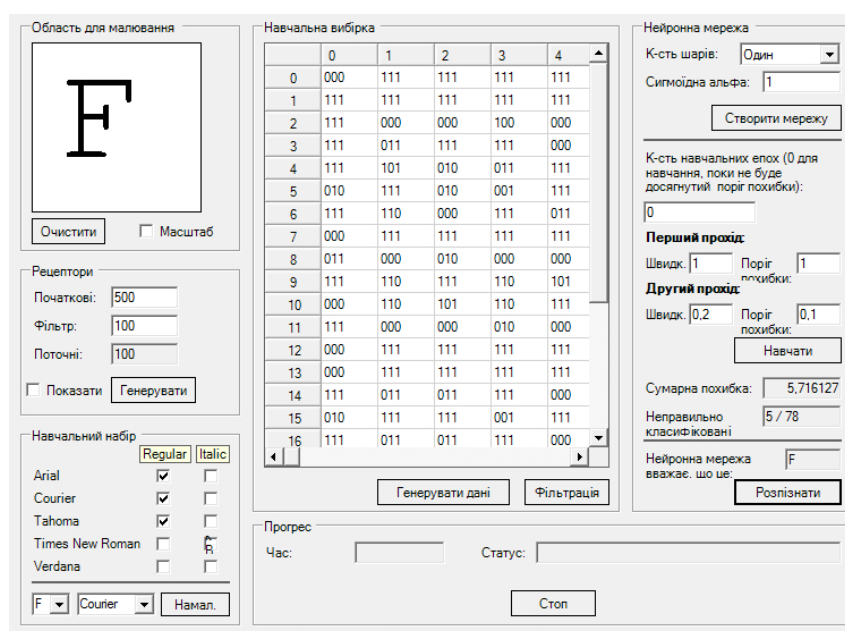 Область для малювання
F
Очистити
Масштаб
Рецептори
Початкові: 500
Фільтр: 100
Поточні: 100
Показати Генерувати
Навчальний набір
Regular Italic
Arial
Courier
Tahoma
Times New Roman
Verdana
F Courier Намал.
Навчальна вибірка
0 1 2 3 4
0 000 111 111 111 111
1 111 111 111 111 111
2 111 000 000 100 000
3 111 011 111 111 000
4 111 101 010 011 111
5 010 111 010 001 111
6 111 110 000 111 011
7 000 111 111 111 111
8 011 000 010 000 000
9 111 110 111 110 101
10 000 110 101 110 111
11 111 000 000 010 000
12 000 111 111 111 111
13 000 111 111 111 111
14 111 011 011 111 000
15 010 111 111 001 111
16 111 011 011 111 000
Генерувати дані Фільтрація
Прогрес
Час: Статус:
Стоп
Нейронна мережа
К-сть шарів: Один
Сигмоїдна альфа: 1
Створити мережу
К-сть навчальних епох (0 для
навчання, поки не буде
досягнутий поріг похибки):
0
Перший прохід:
Швидк. 1 Поріг 1
похибки:
Другий прохід:
Швидк. 0,2 Поріг 0,1
похибки:
Навчати
Сумарна похибка: 5,716127
Неправильно 5 / 78
класифіковані
Нейронна мережа F
вважає, що це:
Розпізнати